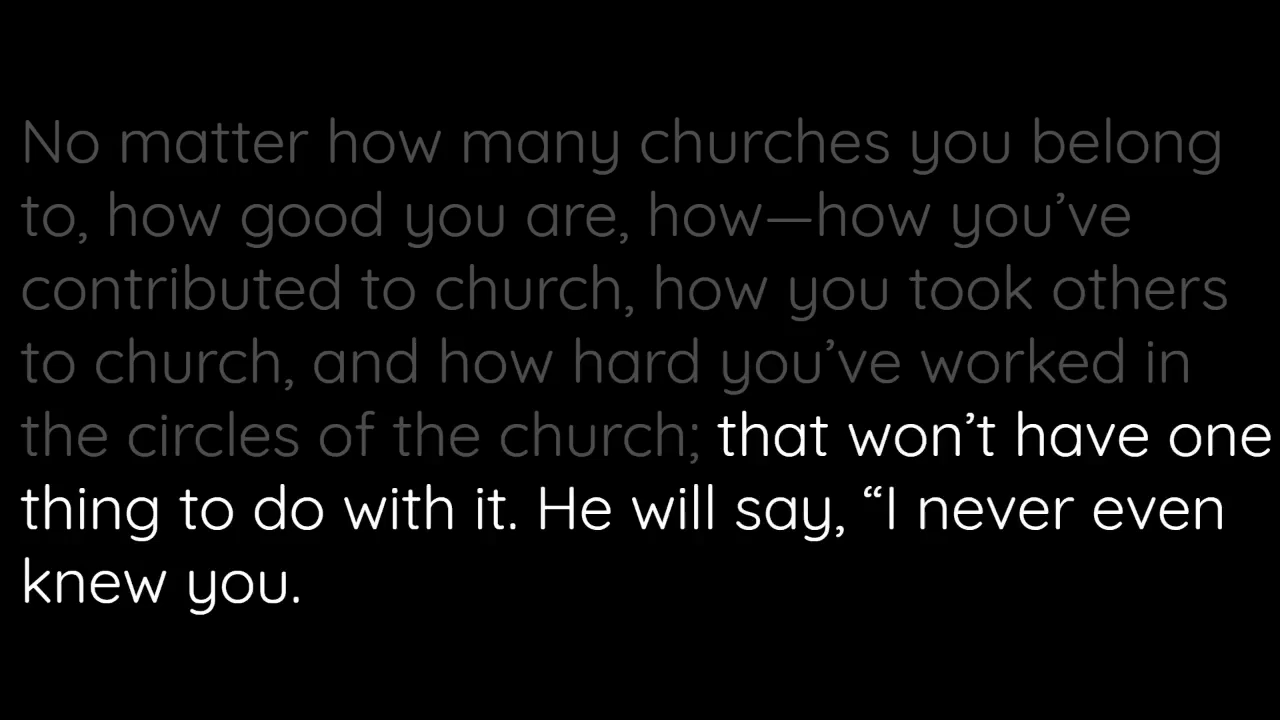 No matter how many churches you belong
to, how good you are, how—how you’ve
contributed to church, how you took others
to church, and how hard you’ve worked in
the circles of the church; that won’t have one
thing to do with it. He will say, “I never even
knew you.